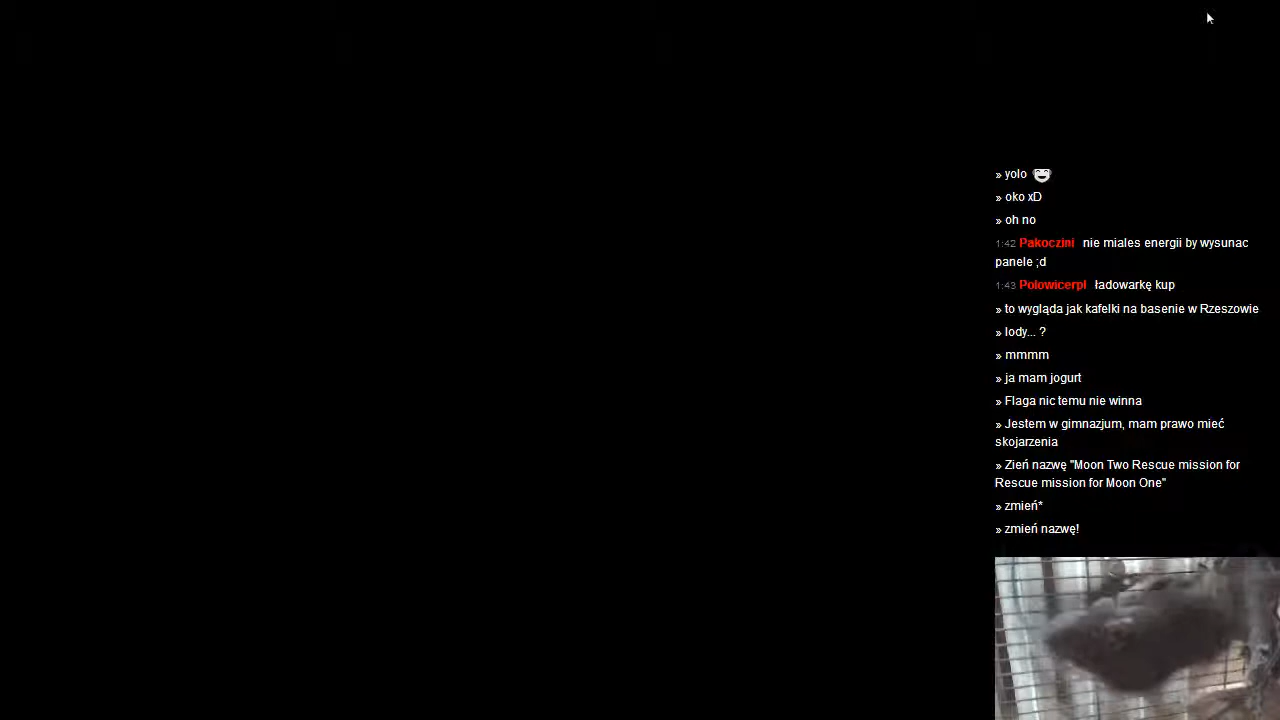 » yolo
» oko xD
» oh no
1:42 Pakoczini nie miales energii by wysunac
panele ;d
1:43 Polowicerpl ładowarkę kup
» to wygląda jak kafelki na basenie w Rzeszowie
» lody... ?
» mmmm
» ja mam jogurt
» Flaga nic temu nie winna
» Jestem w gimnazjum, mam prawo mieć
skojarzenia
» Zień nazwę "Moon Two Rescue mission for
Rescue mission for Moon One"
» zmień*
» zmień nazwę!